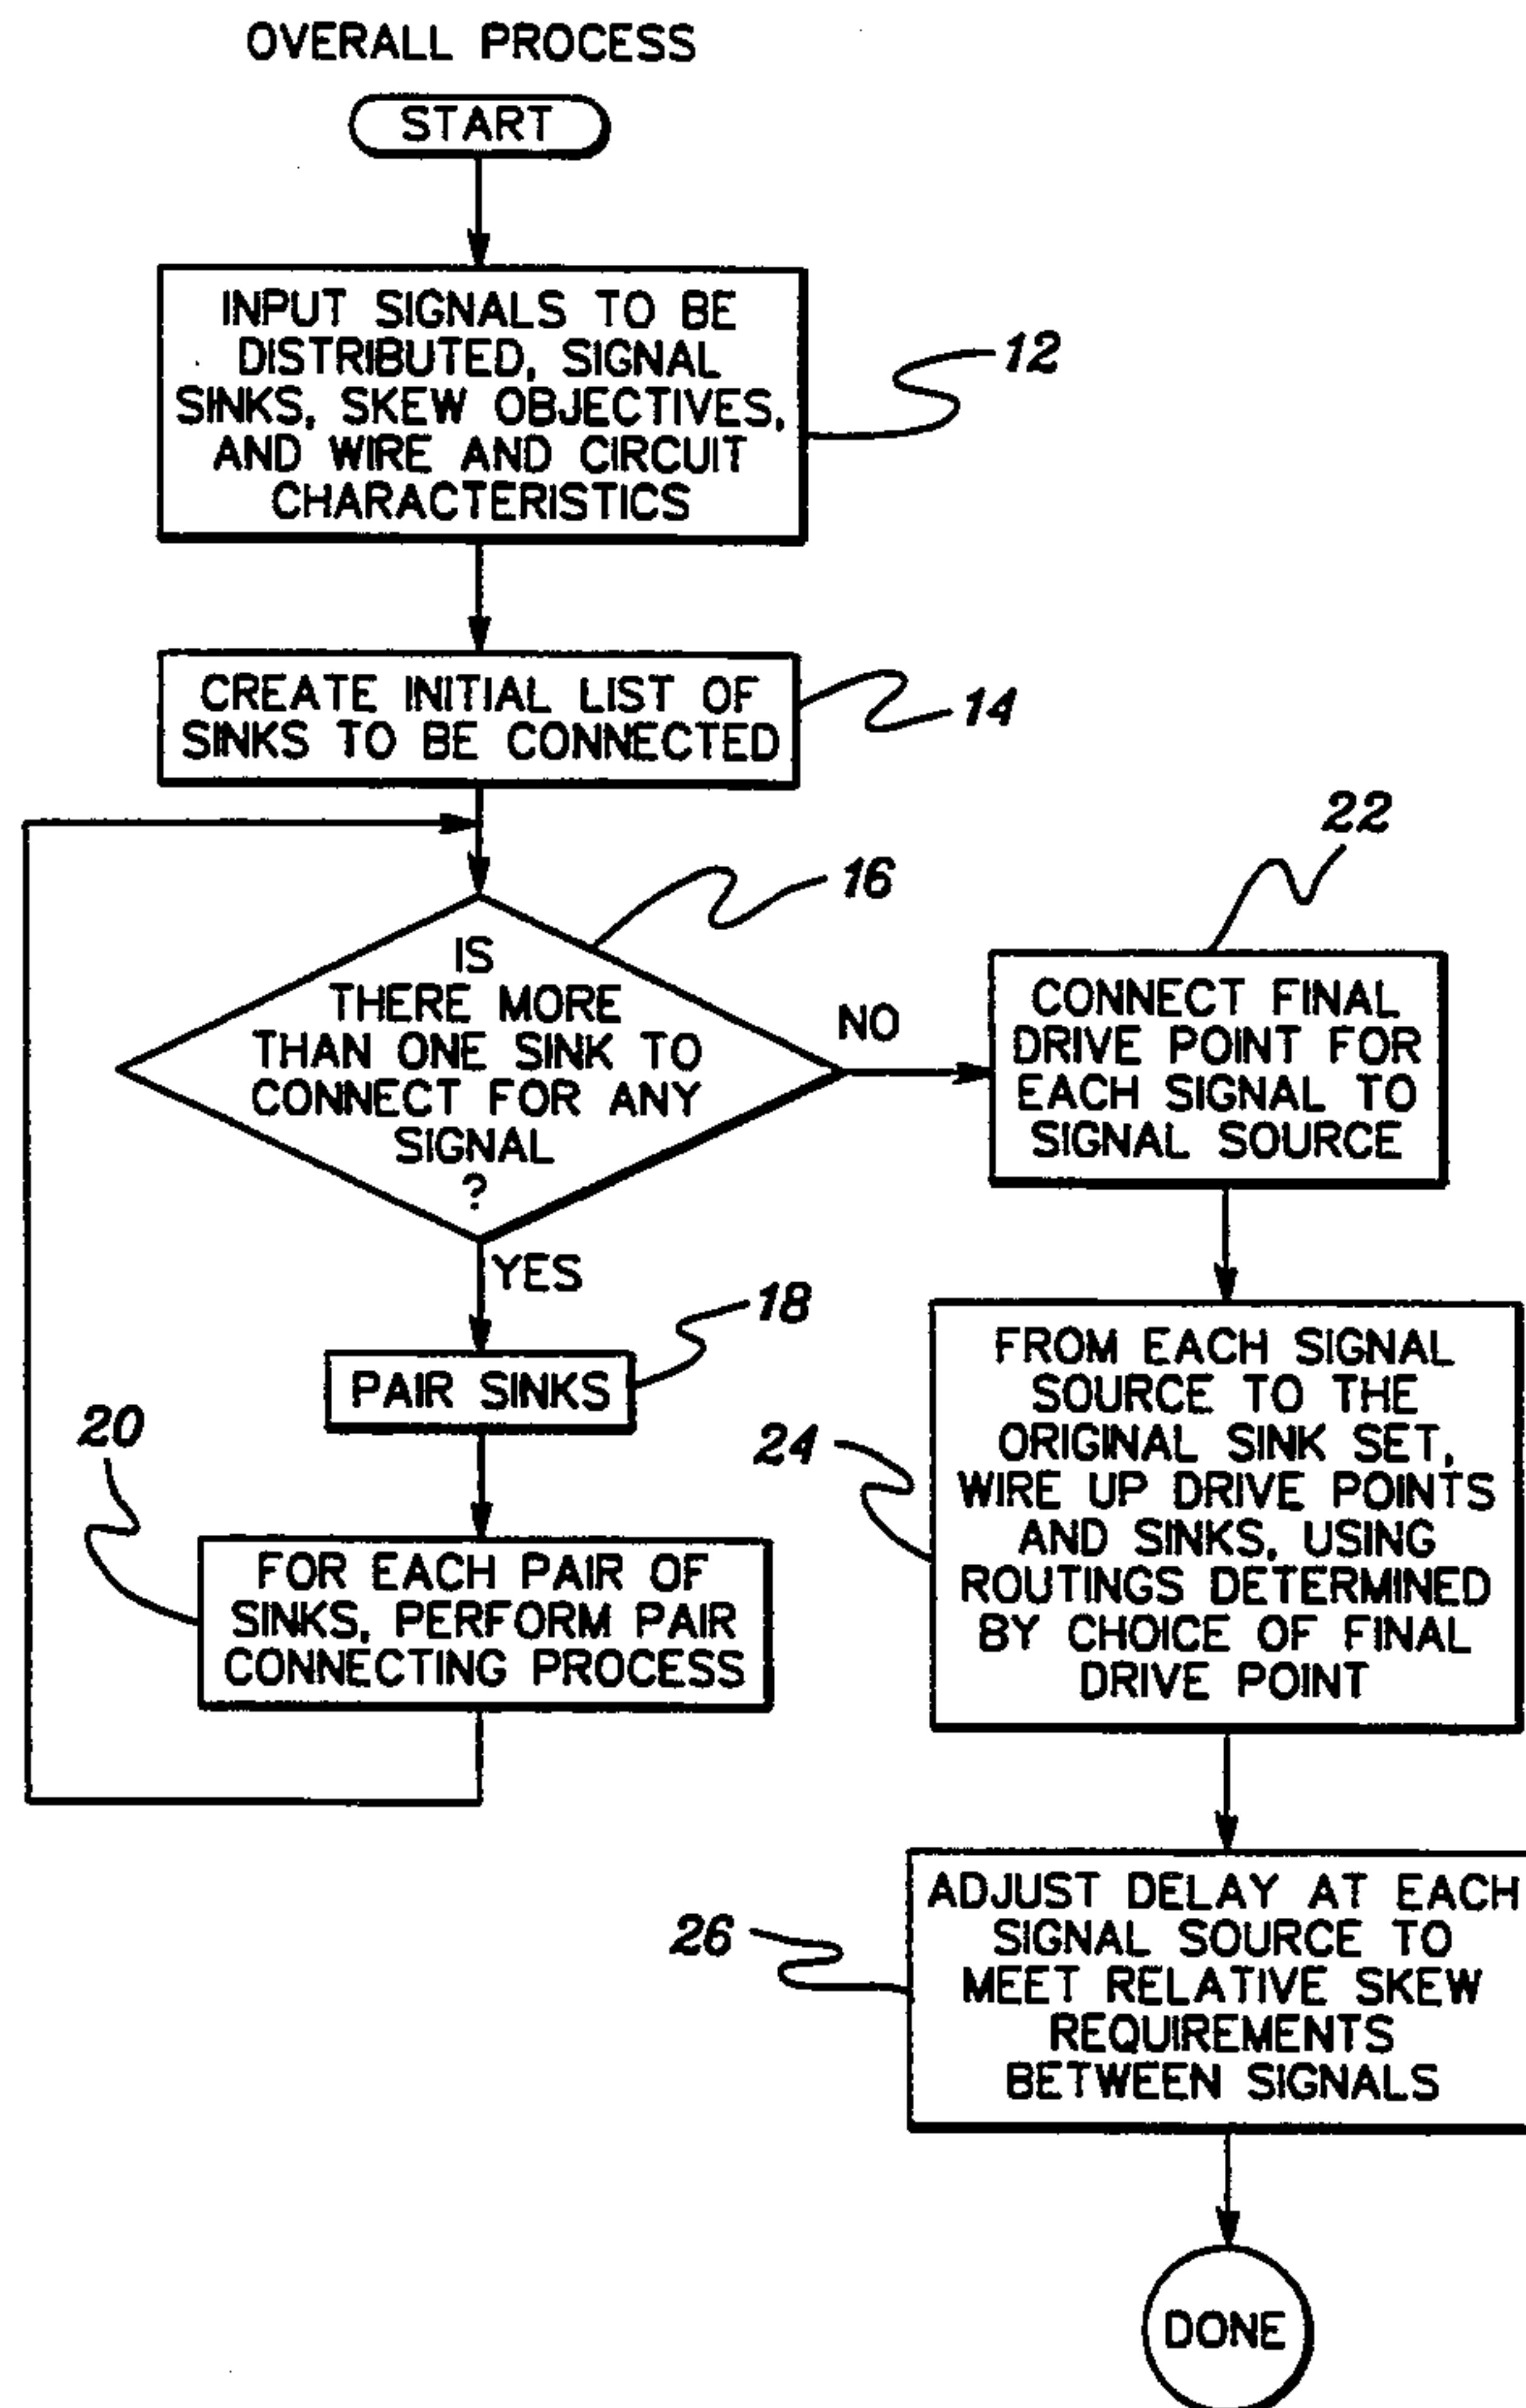 OVERALL PROCESS
START
INPUT SIGNALS TO BE
DISTRIBUTED, SIGNAL
SINKS, SKEW OBJECTIVES,
AND WIRE AND CIRCUIT
CHARACTERISTICS
12
CREATE INITIAL LIST OF
SINKS TO BE CONNECTED
14
16
IS
THERE MORE
THAN ONE SINK TO
CONNECT FOR ANY
SIGNAL
?
NO
YES
18
PAIR SINKS
20
FOR EACH PAIR OF
SINKS, PERFORM PAIR
CONNECTING PROCESS
22
CONNECT FINAL
DRIVE POINT FOR
EACH SIGNAL TO
SIGNAL SOURCE
24
FROM EACH SIGNAL
SOURCE TO THE
ORIGINAL SINK SET,
WIRE UP DRIVE POINTS
AND SINKS, USING
ROUTINGS DETERMINED
BY CHOICE OF FINAL
DRIVE POINT
26
ADJUST DELAY AT EACH
SIGNAL SOURCE TO
MEET RELATIVE SKEW
REQUIREMENTS
BETWEEN SIGNALS
DONE